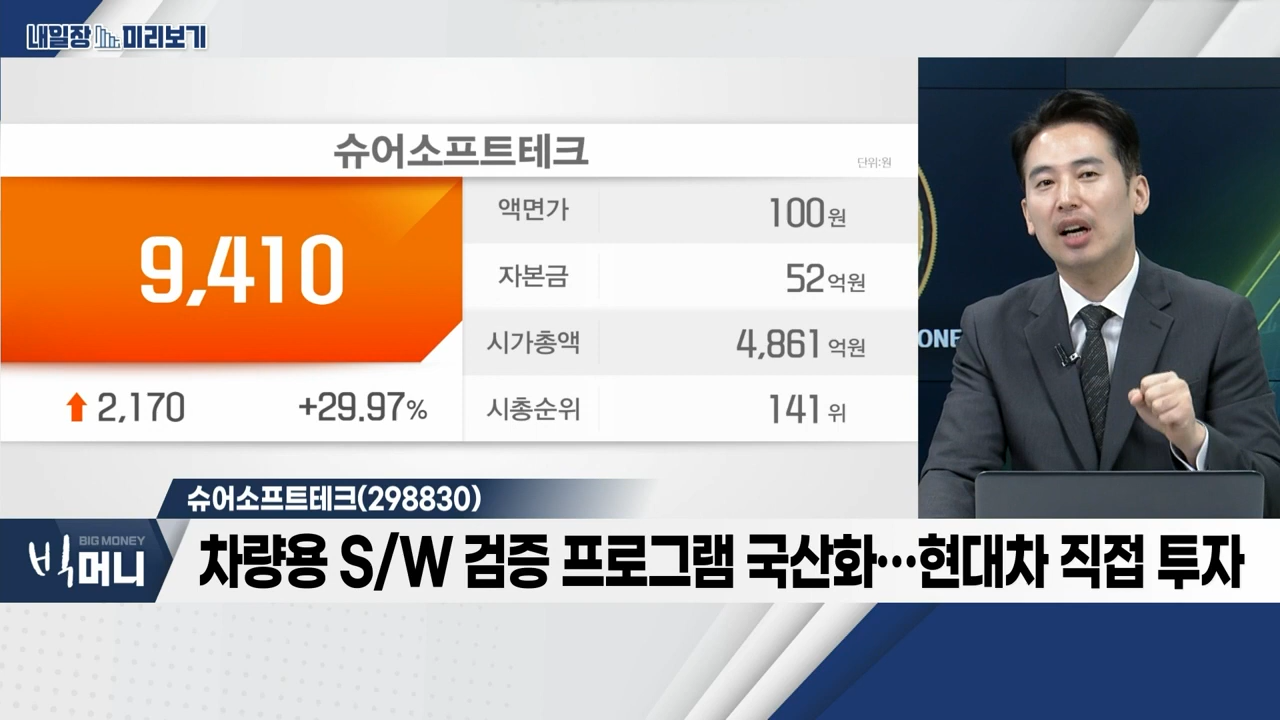 내일장 미리보기
슈어소프트테크
단위:원
9,410
2,170 +29.97%
액면가 100원
자본금 52억원
시가총액 4,861억원
시총순위 141위
ONE
슈어소프트테크(298830)
BIG MONEY
빅머니
차량용 S/W 검증 프로그램 국산화…현대차 직접 투자